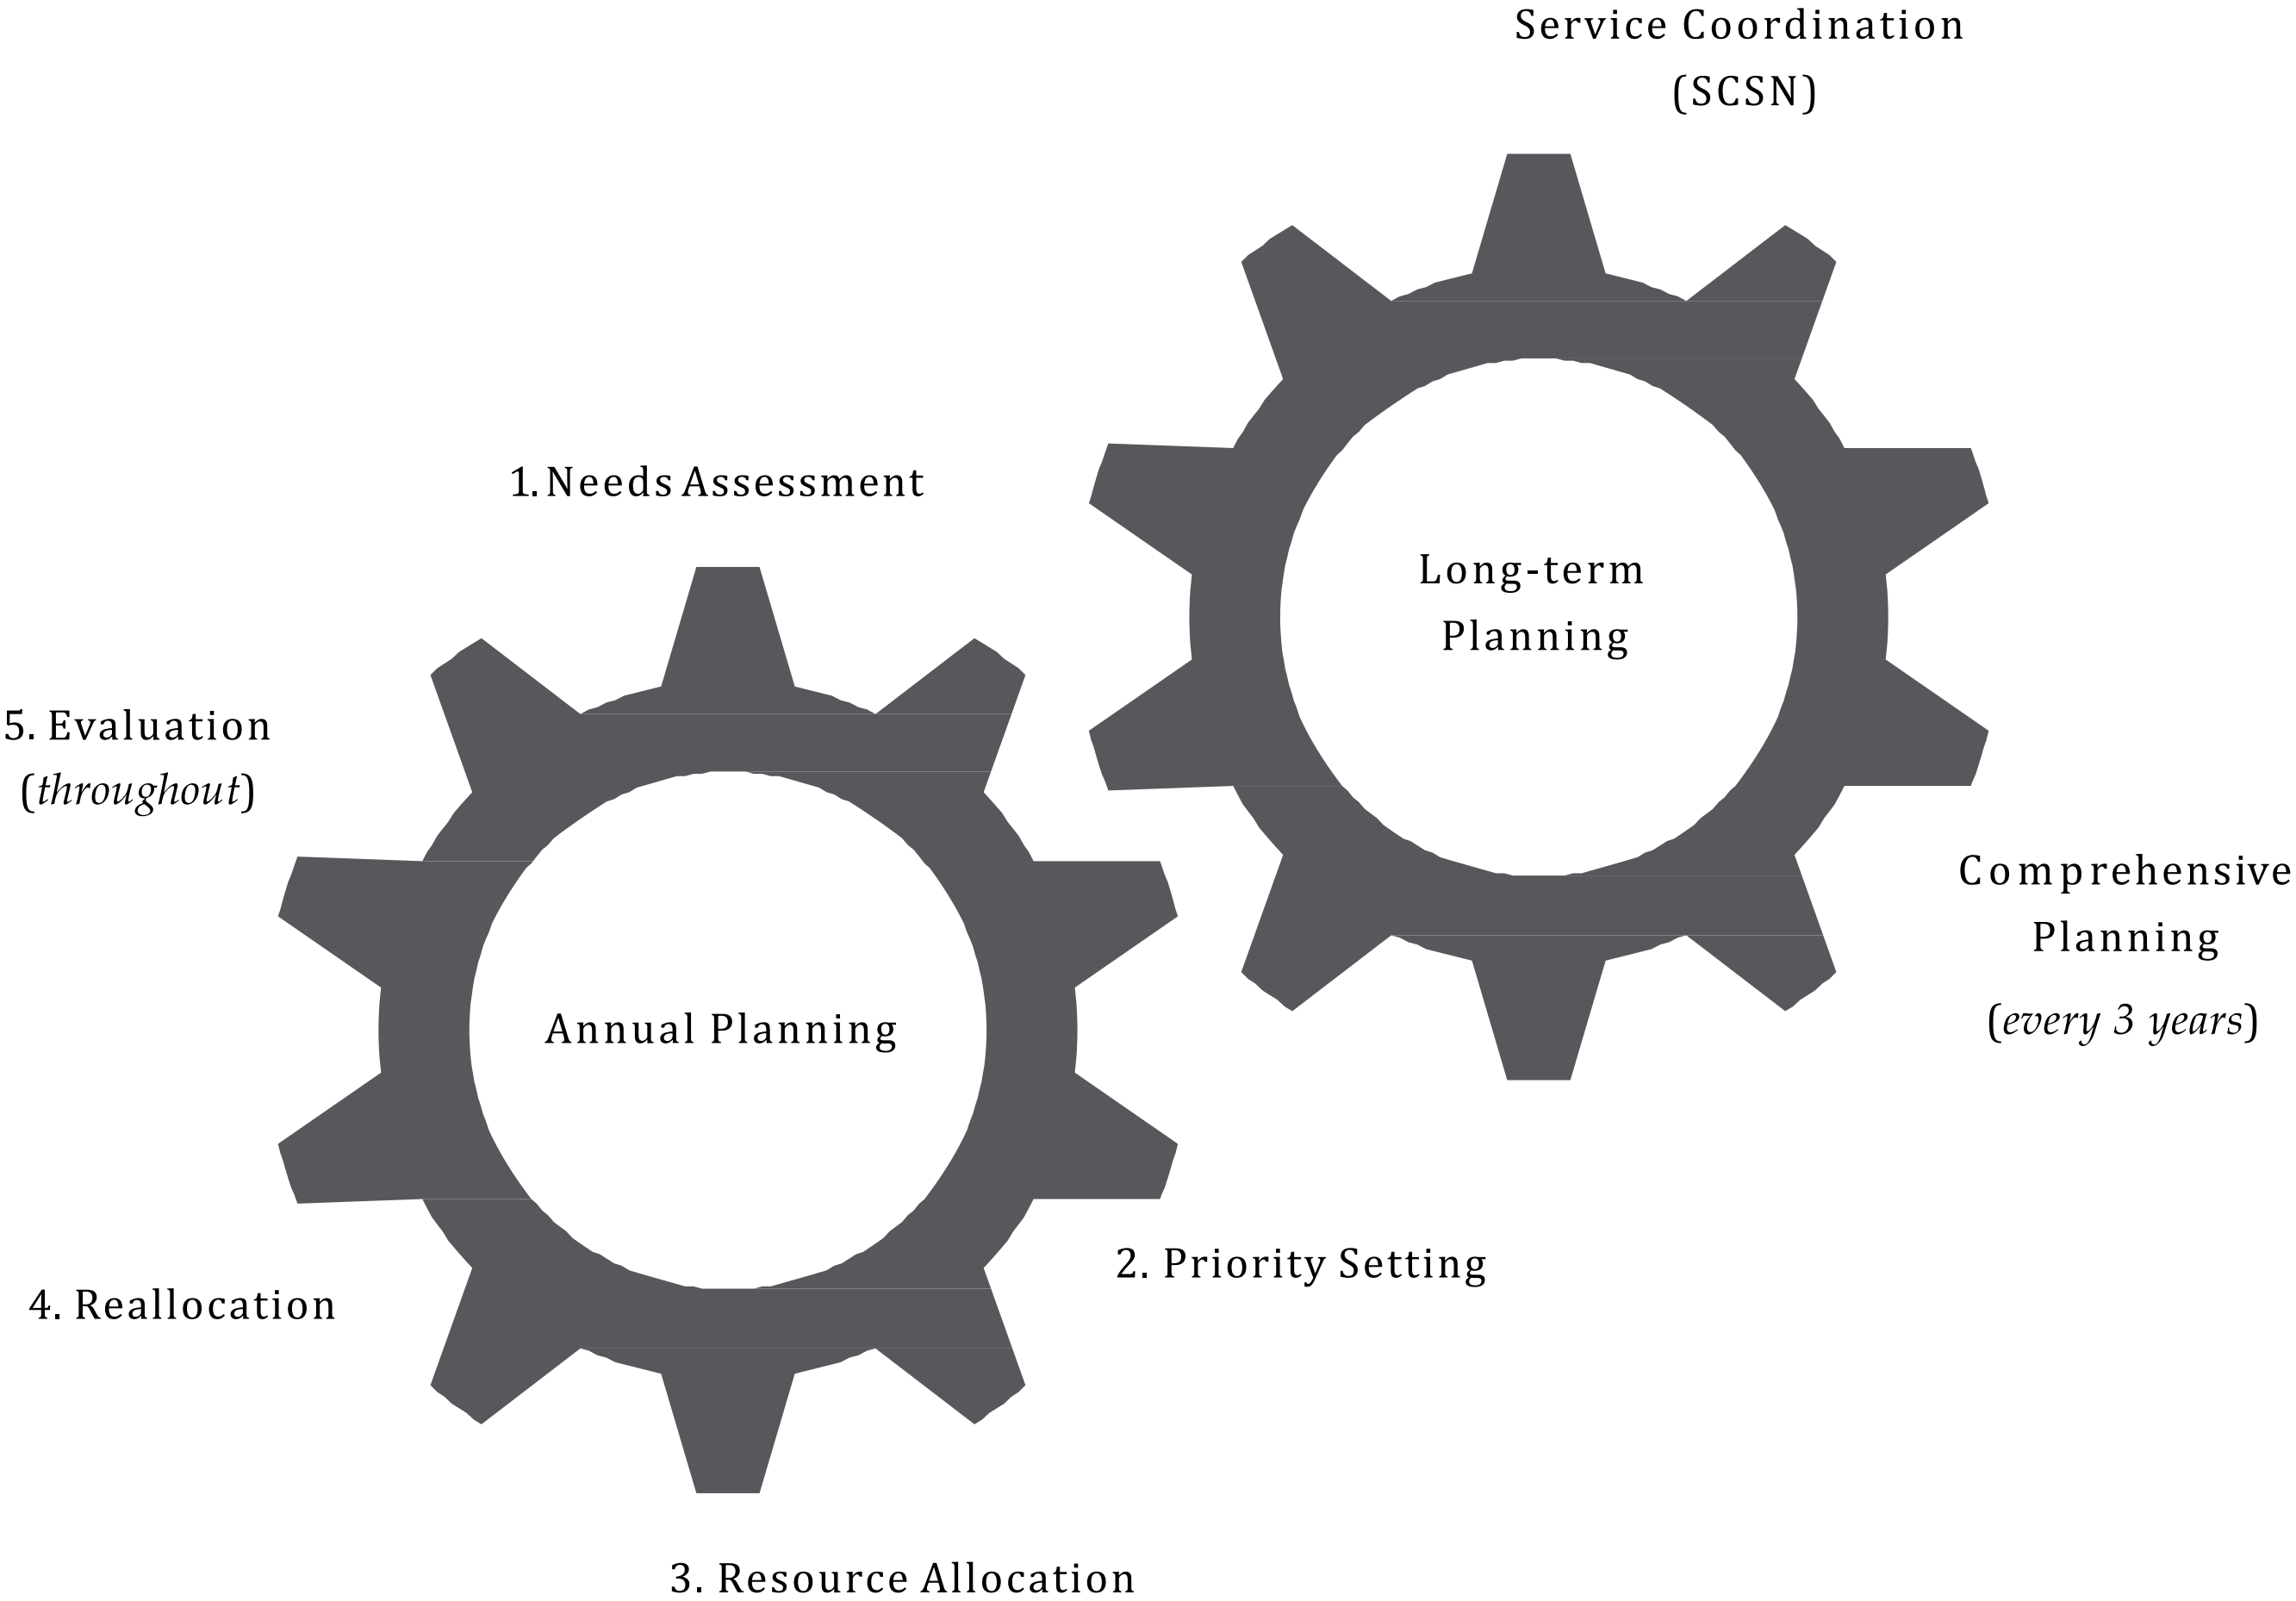 Service Coordination
(SCSN)
1. Needs Assessment
Long-term
Planning
5. Evaluation
(throughout)
Comprehensive
Planning
(every 3 years)
Annual Planning
2. Priority Setting
4. Reallocation
3. Resource Allocation